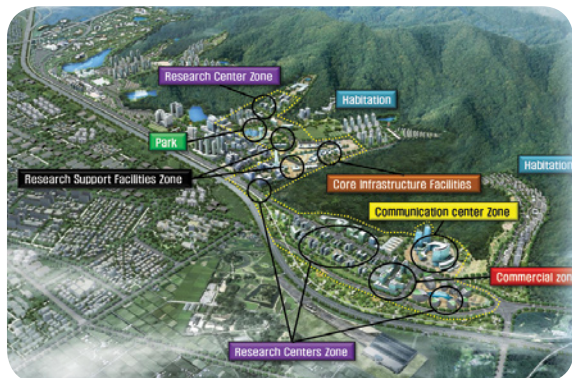 Research Center Zone
Habitation
Park
Habitation
Research Support Facilities Zone
Core Infrastructure Facilities
Communication center Zone
Commercial zon
Research Centers Zone